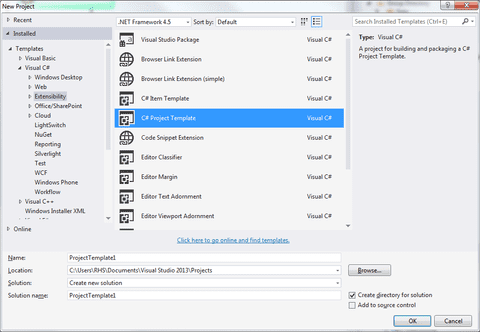 New Project
Recent
Installed
Templates
Visual Basic
Visual C#
Windows Desktop
Web
Extensibility
Office/SharePoint
Cloud
LightSwitch
NuGet
Reporting
Silverlight
Test
WCF
Windows Phone
Workflow
Visual C++
Windows Installer XML
Online
.NET Framework 4.5 Sort by: Default
Visual Studio Package Visual C#
Browser Link Extension Visual C#
Browser Link Extension (simple) Visual C#
C# Item Template Visual C#
C# Project Template Visual C#
Code Snippet Extension Visual C#
Editor Classifier Visual C#
Editor Margin Visual C#
Editor Text Adornment Visual C#
Editor Viewport Adornment Visual C#
Click here to go online and find templates.
Search Installed Templates (Ctrl+E)
Type: Visual C#
A project for building and packaging a C#
Project Template.
Name: ProjectTemplate1
Location: C:\Users\RHS\Documents\Visual Studio 2013\Projects
Browse...
Solution: Create new solution
Solution name: ProjectTemplate1
Create directory for solution
Add to source control
OK Cancel